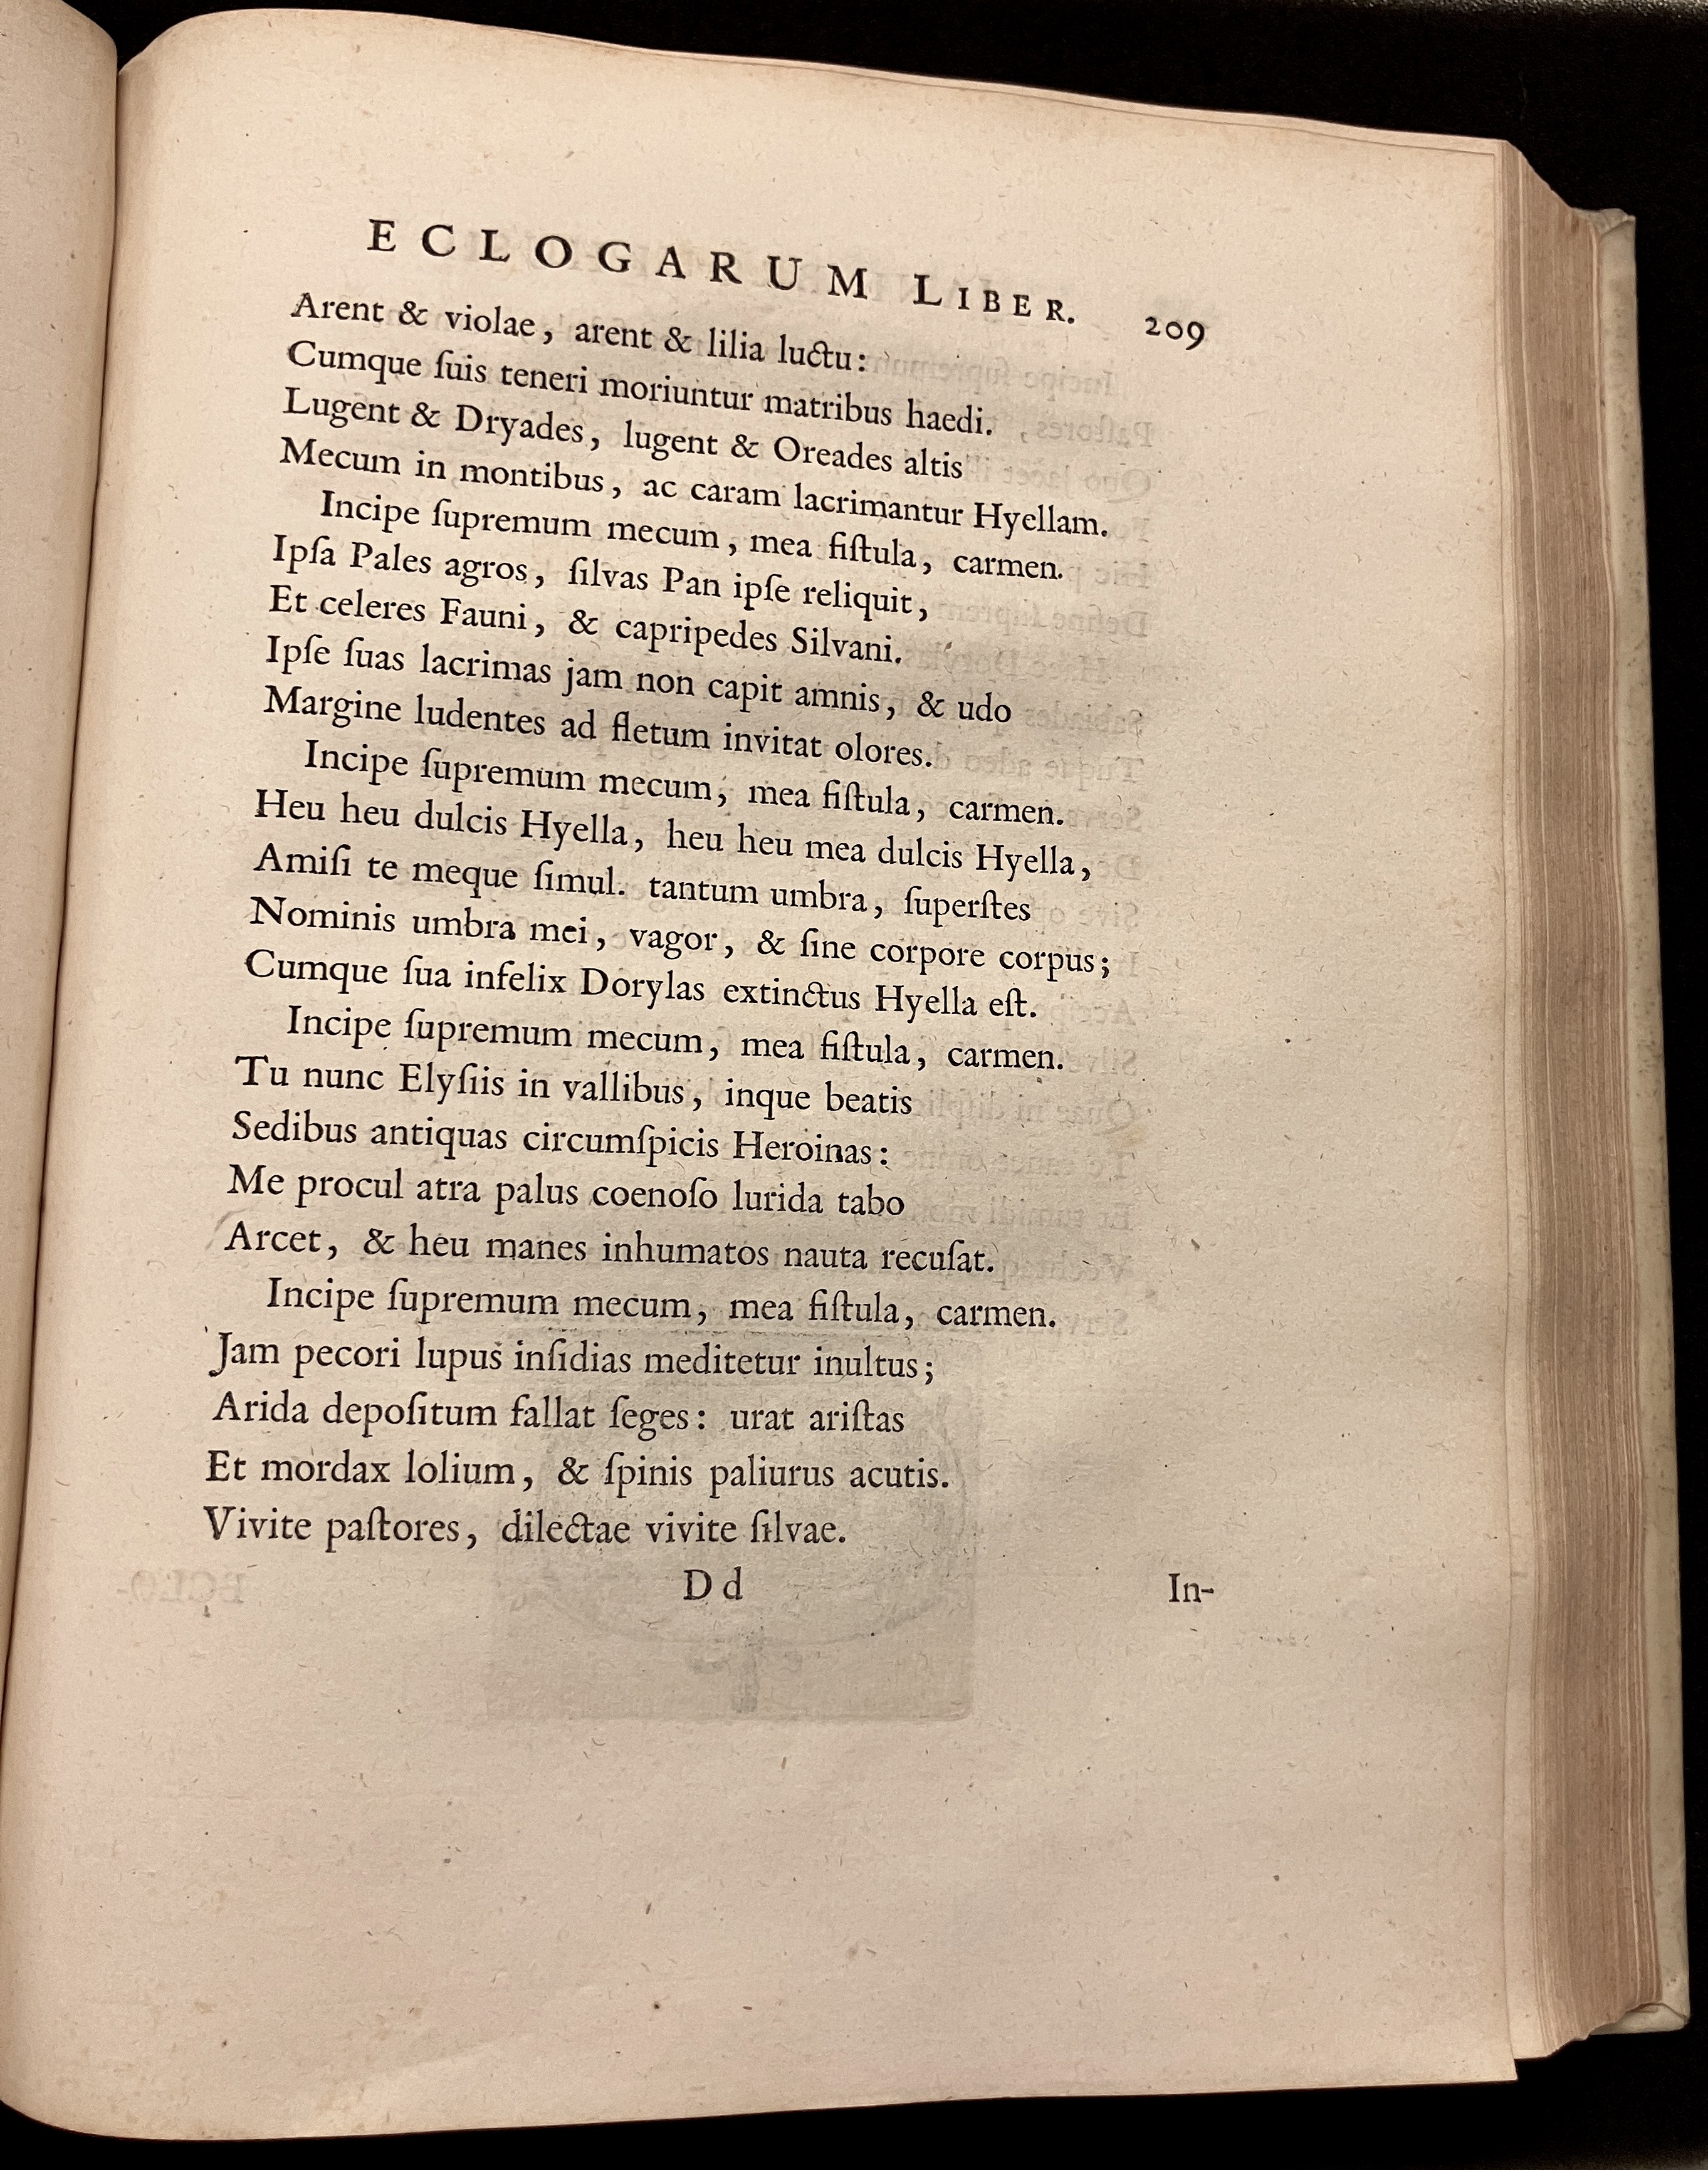 ECLOGARUM LIBER. 209
Arent & violae, arent & lilia luctu:
Cumque ſuis teneri moriuntur matribus haedi.
Lugent & Dryades, lugent & Oreades altis
Mecum in montibus, ac caram lacrimantur Hyellam.
Incipe ſupremum mecum, mea fiſtula, carmen.
Ipſa Pales agros, ſilvas Pan ipſe reliquit,
Et celeres Fauni, & capripedes Silvani.
Ipſe ſuas lacrimas jam non capit amnis, & udo
Margine ludentes ad fletum invitat olores.
Incipe ſupremum mecum, mea fiſtula, carmen.
Heu heu dulcis Hyella, heu heu mea dulcis Hyella,
Amiſi te meque ſimul. tantum umbra, ſuperſtes
Nominis umbra mei, vagor, & ſine corpore corpus;
Cumque ſua infelix Dorylas extinctus Hyella eſt.
Incipe ſupremum mecum, mea fiſtula, carmen.
Tu nunc Elyſiis in vallibus, inque beatis
Sedibus antiquas circumſpicis Heroinas:
Me procul atra palus coenoſo lurida tabo
Arcet, & heu manes inhumatos nauta recuſat.
Incipe ſupremum mecum, mea fiſtula, carmen.
Jam pecori lupus inſidias meditetur inultus;
Arida depoſitum fallat ſeges: urat ariſtas
Et mordax lolium, & ſpinis paliurus acutis.
Vivite paſtores, dilectae vivite ſilvae.
D d In-